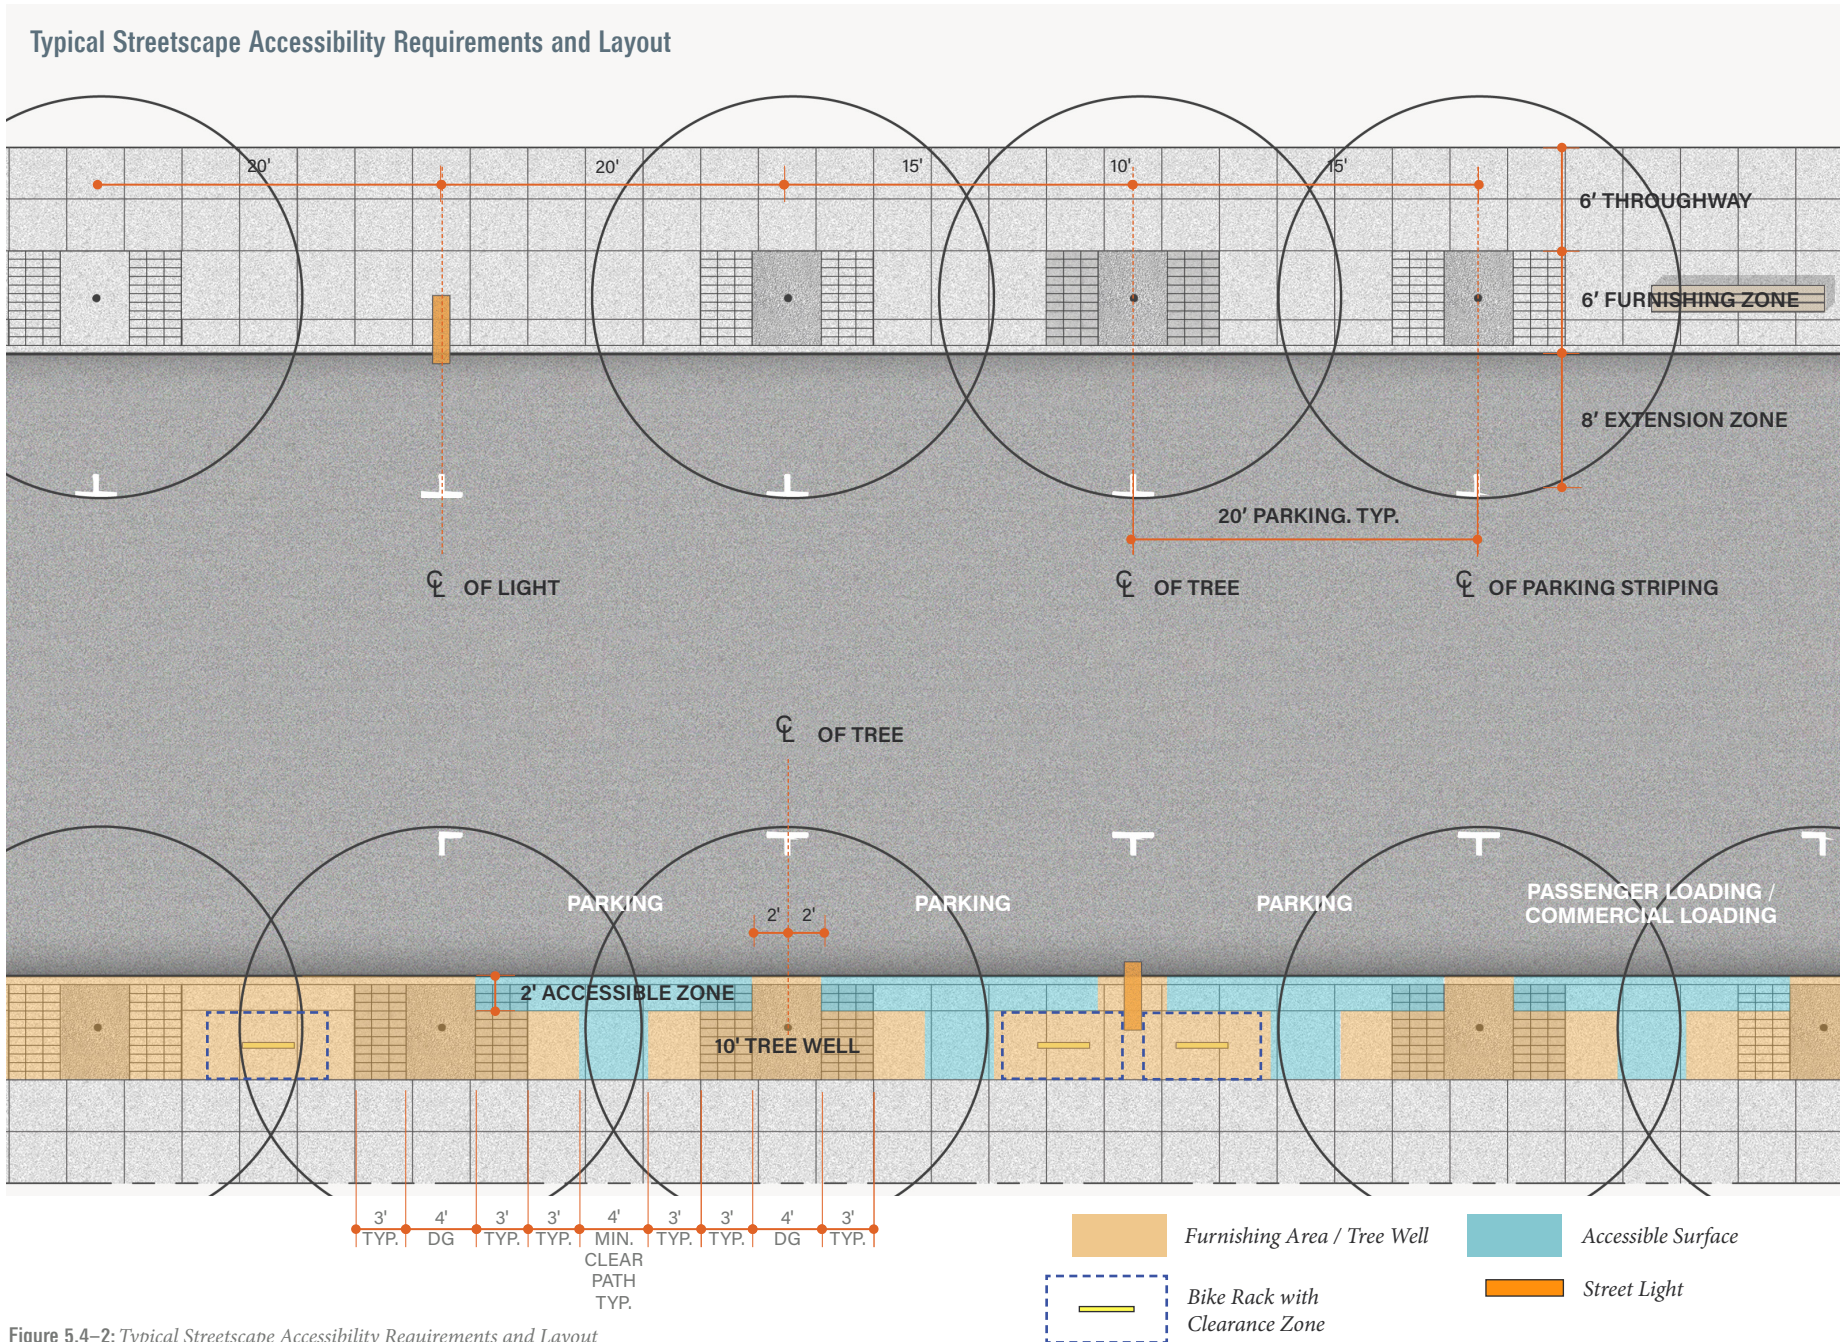 Typical Streetscape Accessibility Requirements and Layout
20'
20'
15'
10'
15'
6' THROUGHWAY
6' FURNISHING ZONE
8' EXTENSION ZONE
20' PARKING. TYP.
℄ OF LIGHT
℄ OF TREE
℄ OF PARKING STRIPING
℄ OF TREE
PARKING
PARKING
PARKING
PASSENGER LOADING /
COMMERCIAL LOADING
2'
2'
2' ACCESSIBLE ZONE
10' TREE WELL
3'
TYP.
4'
DG
3'
TYP.
3'
TYP.
4'
MIN.
CLEAR
PATH
TYP.
3'
TYP.
3'
TYP.
4'
DG
3'
TYP.
Furnishing Area / Tree Well
Accessible Surface
Bike Rack with
Clearance Zone
Street Light
Figure 5.4–2: Typical Streetscape Accessibility Requirements and Layout